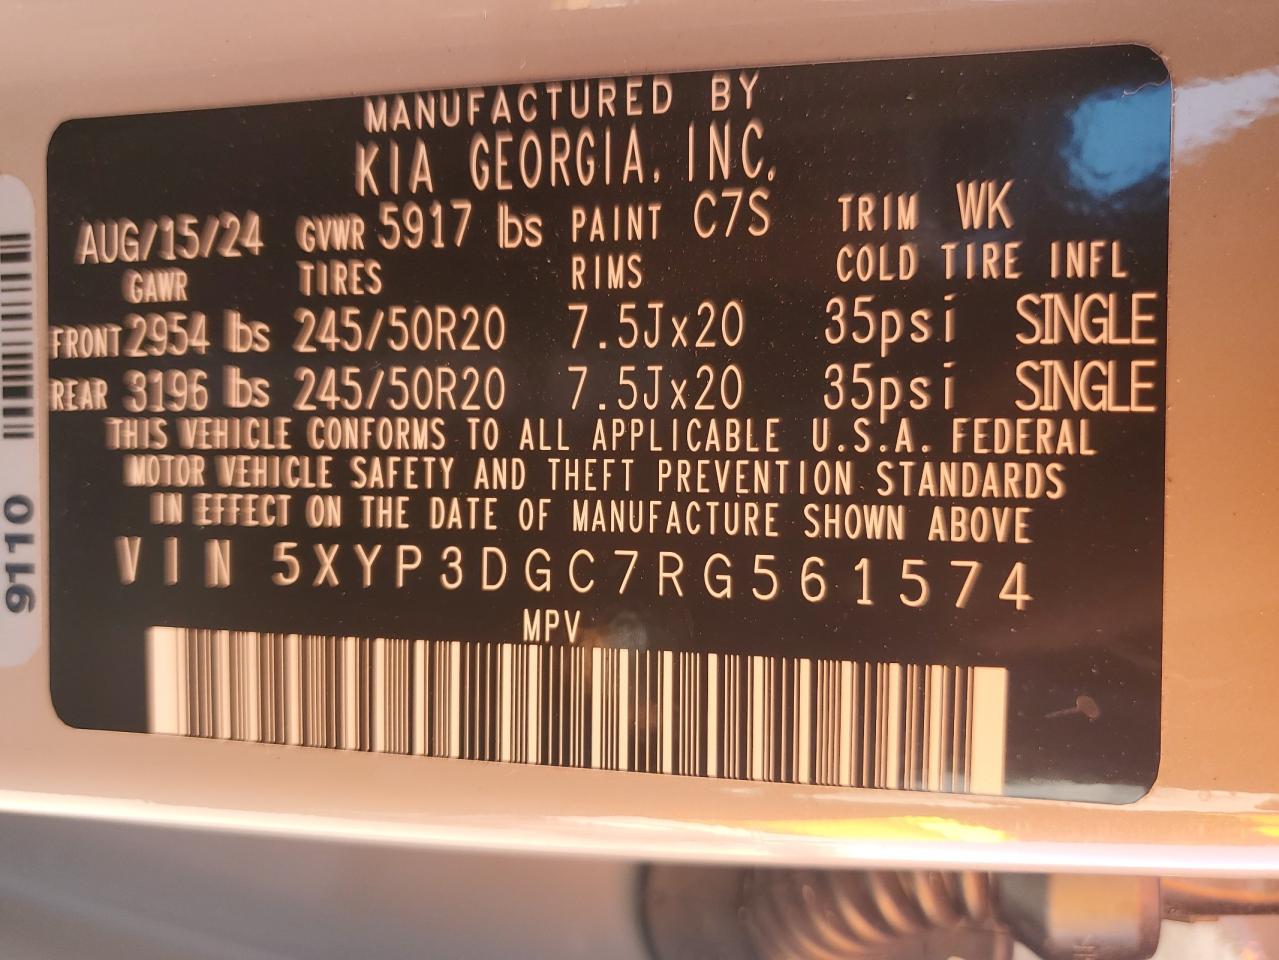 MANUFACTURED BY
KIA GEORGIA, INC.
AUG/15/24 GVWR 5917 lbs PAINT C7S TRIM WK
GAWR TIRES RIMS COLD TIRE INFL
FRONT 2954 lbs 245/50R20 7.5Jx20 35psi SINGLE
REAR 3196 lbs 245/50R20 7.5Jx20 35psi SINGLE
THIS VEHICLE CONFORMS TO ALL APPLICABLE U.S.A. FEDERAL
MOTOR VEHICLE SAFETY AND THEFT PREVENTION STANDARDS
IN EFFECT ON THE DATE OF MANUFACTURE SHOWN ABOVE
VIN 5XYP3DGC7RG561574
MPV
9110